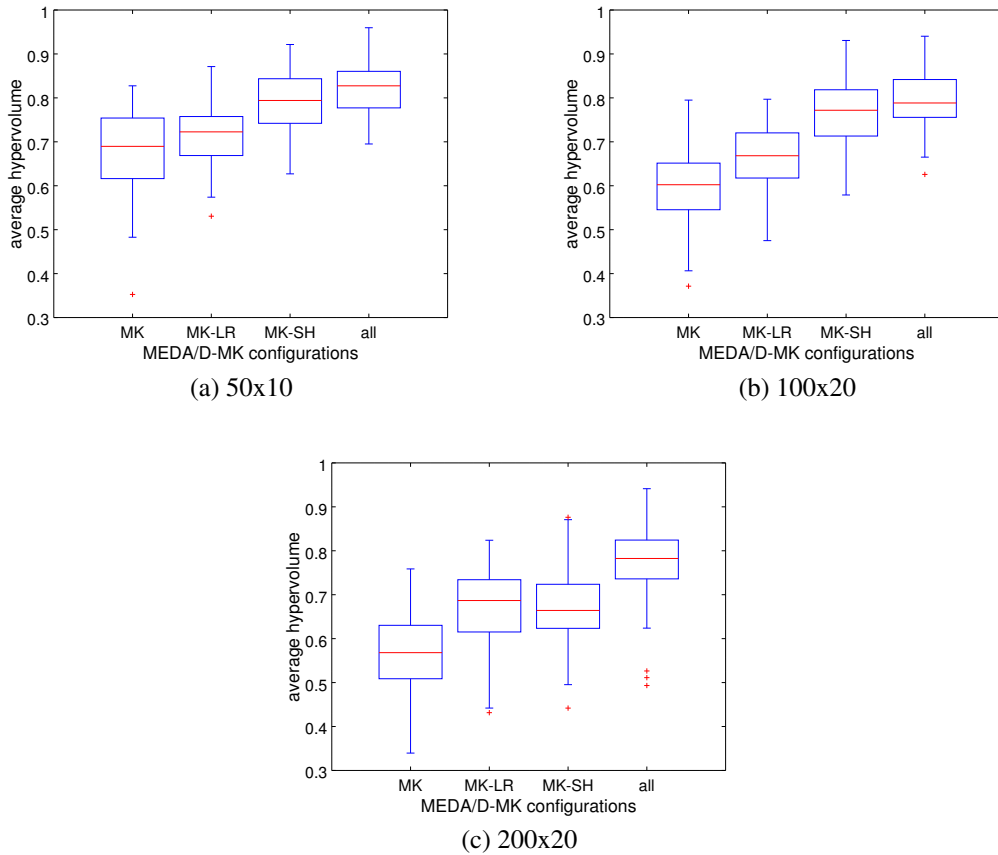 1
0.9
0.8
0.7
0.6
0.5
0.4
0.3
average hypervolume
MK MK-LR MK-SH all
MEDA/D-MK configurations
(a) 50x10
1
0.9
0.8
0.7
0.6
0.5
0.4
0.3
average hypervolume
MK MK-LR MK-SH all
MEDA/D-MK configurations
(b) 100x20
1
0.9
0.8
0.7
0.6
0.5
0.4
0.3
average hypervolume
MK MK-LR MK-SH all
MEDA/D-MK configurations
(c) 200x20